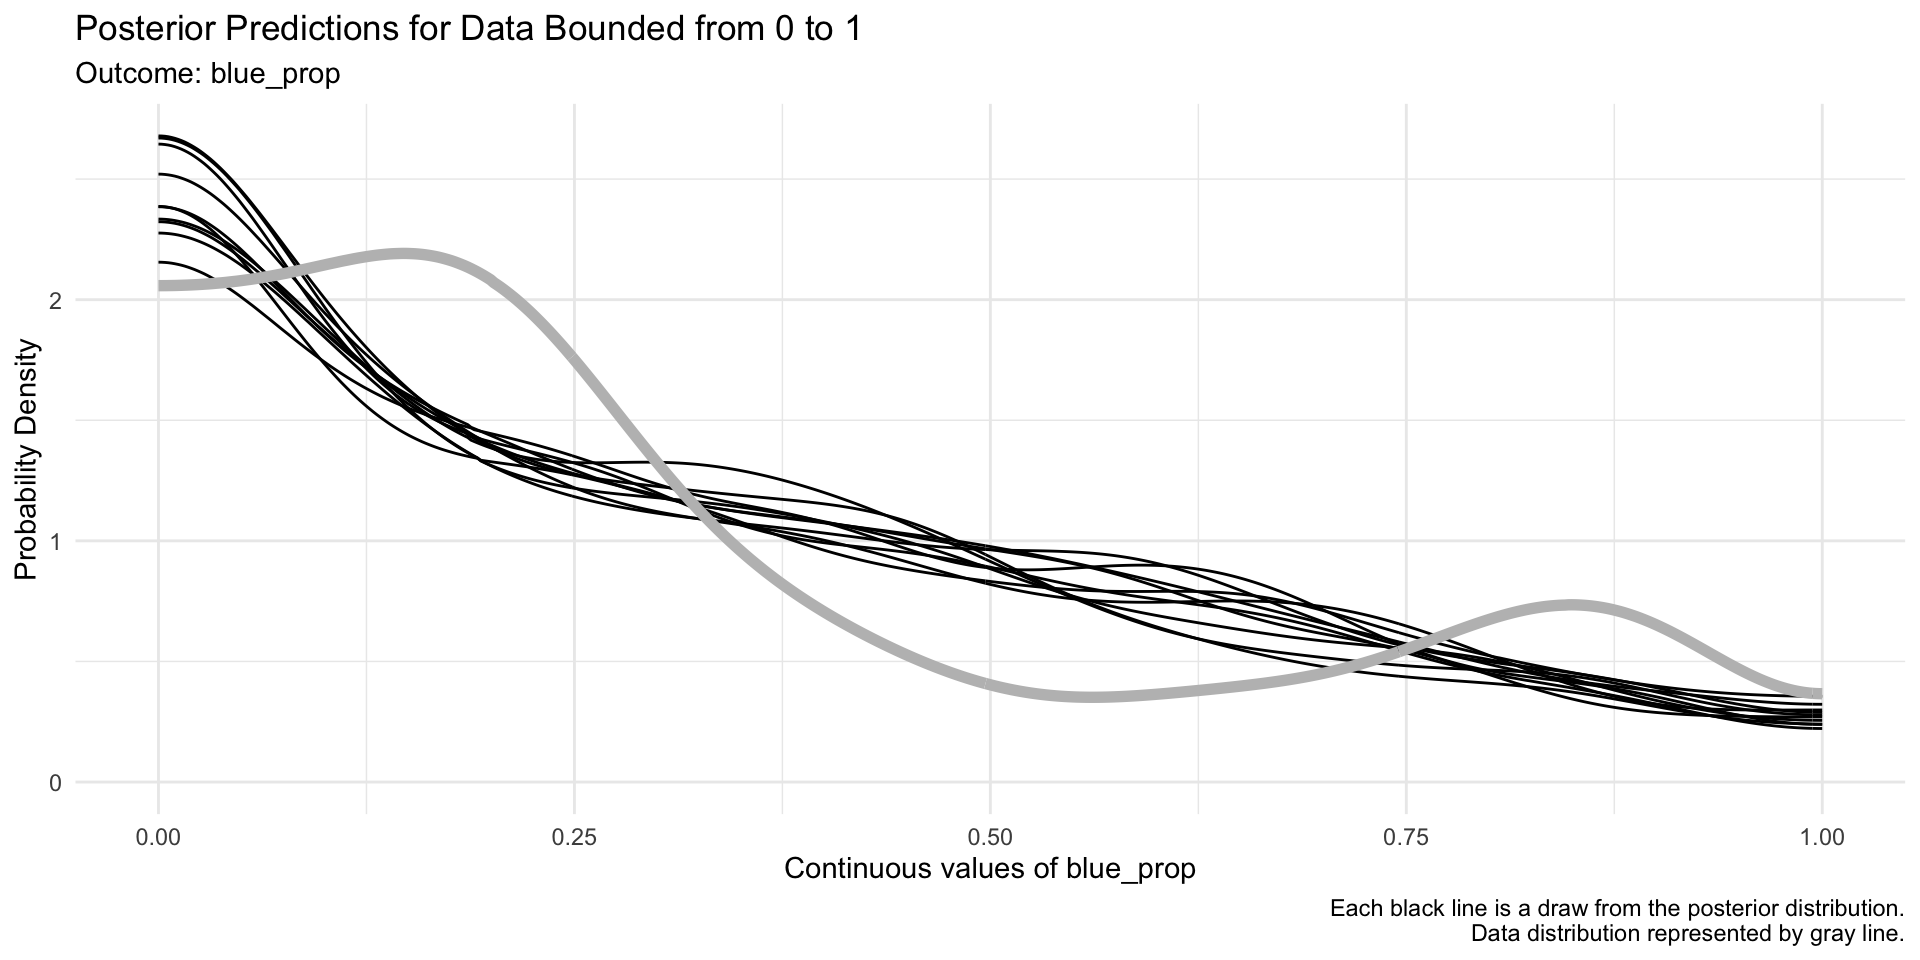 Posterior Predictions for Data Bounded from 0 to 1
Outcome: blue_prop
Probability Density
2
1
0
0.00 0.25 0.50 0.75 1.00
Continuous values of blue_prop
Each black line is a draw from the posterior distribution.
Data distribution represented by gray line.